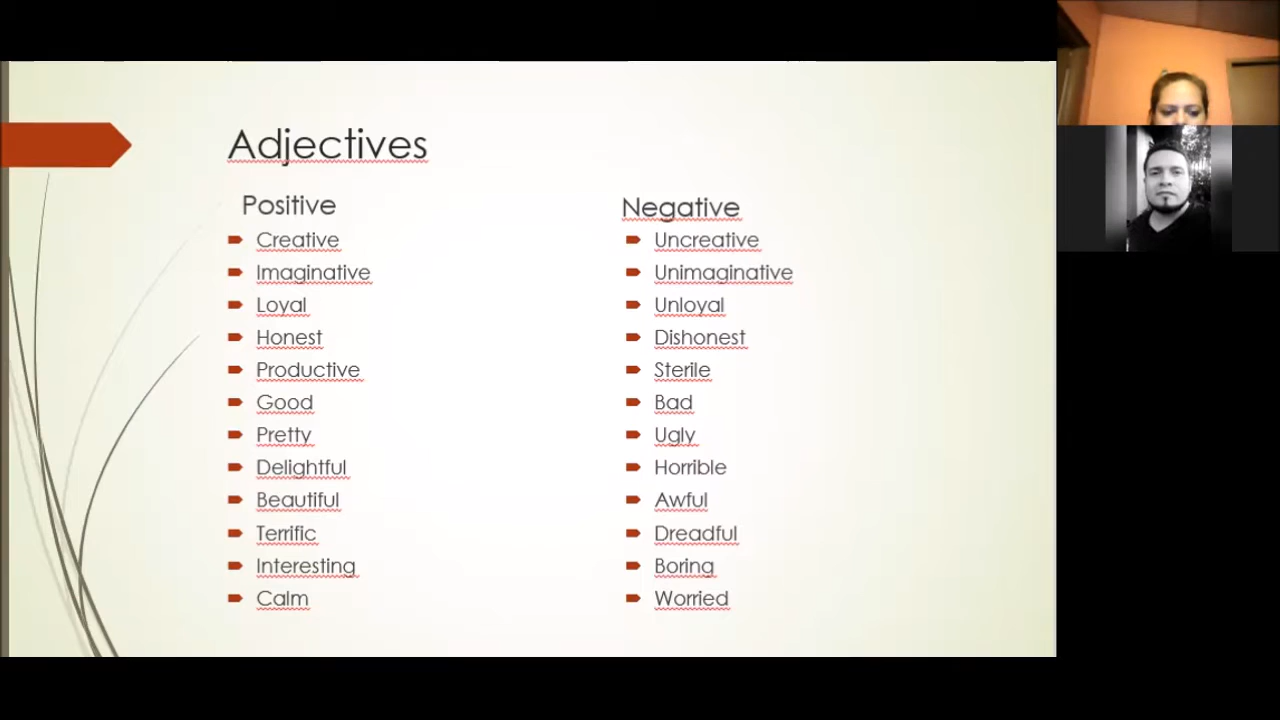 Adjectives
Positive
Creative
Imaginative
Loyal
Honest
Productive
Good
Pretty
Delightful
Beautiful
Terrific
Interesting
Calm
Negative
Uncreative
Unimaginative
Unloyal
Dishonest
Sterile
Bad
Ugly
Horrible
Awful
Dreadful
Boring
Worried